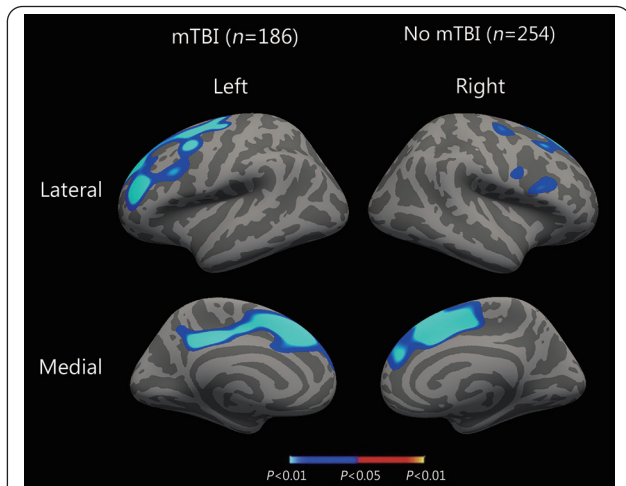 mTBI (n=186) No mTBI (n=254)
Left Right
Lateral
Medial
P<0.01 P<0.05 P<0.01